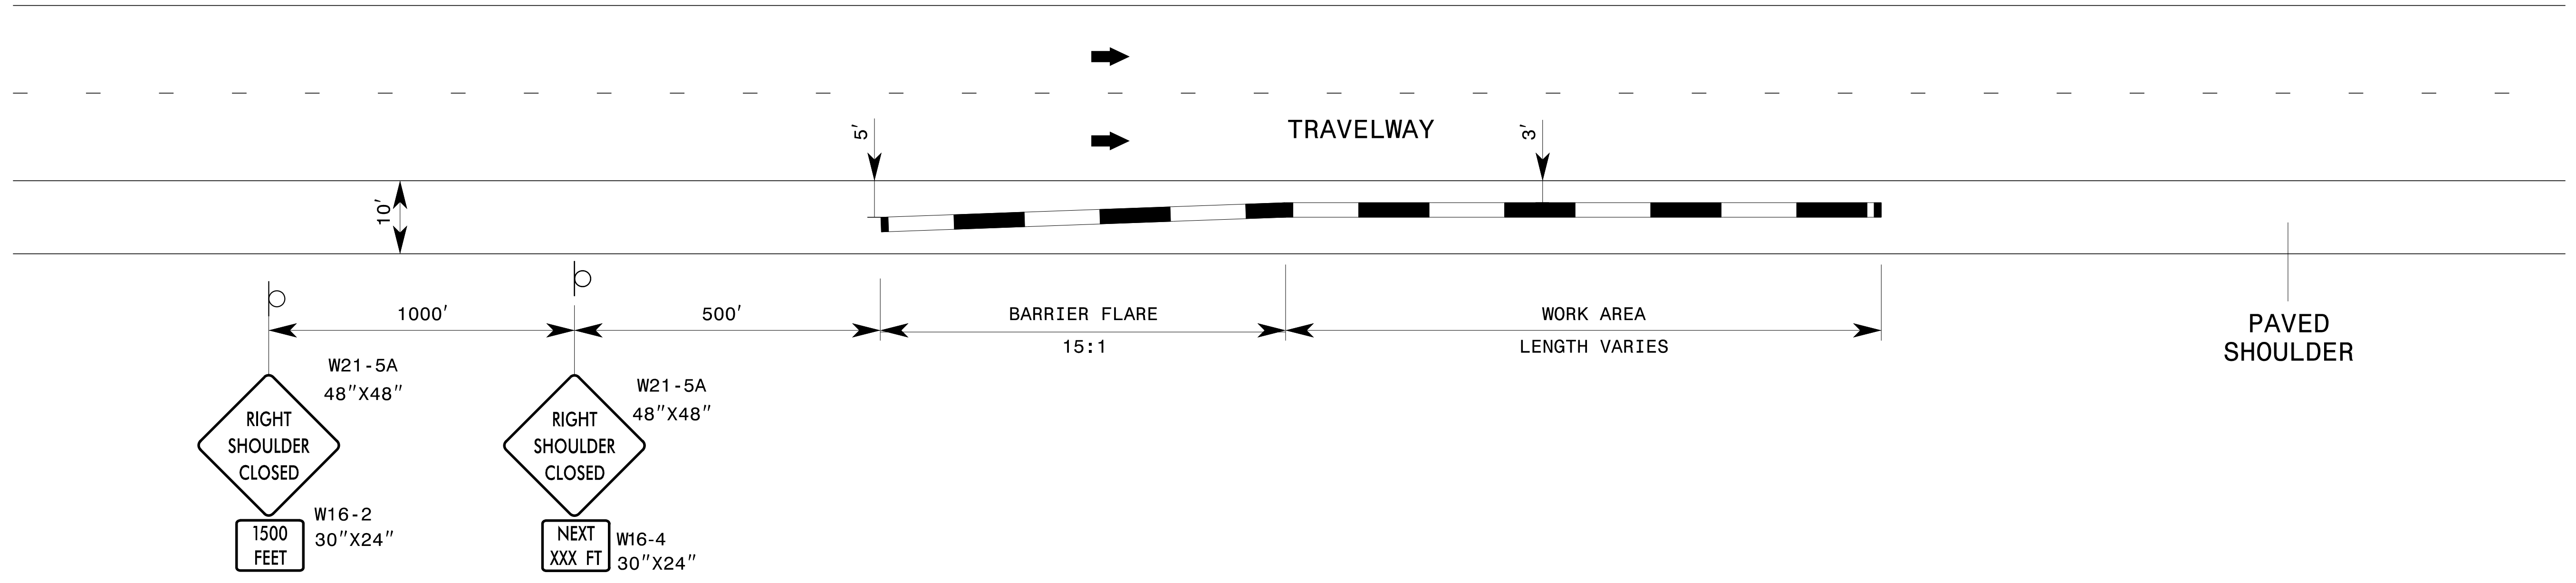 TRAVELWAY
5′
3′
10′
1000′
500′
BARRIER FLARE
15:1
WORK AREA
LENGTH VARIES
PAVED
SHOULDER
W21-5A
48″X48″
RIGHT
SHOULDER
CLOSED
W16-2
30″X24″
1500
FEET
W21-5A
48″X48″
RIGHT
SHOULDER
CLOSED
NEXT
XXX FT
W16-4
30″X24″